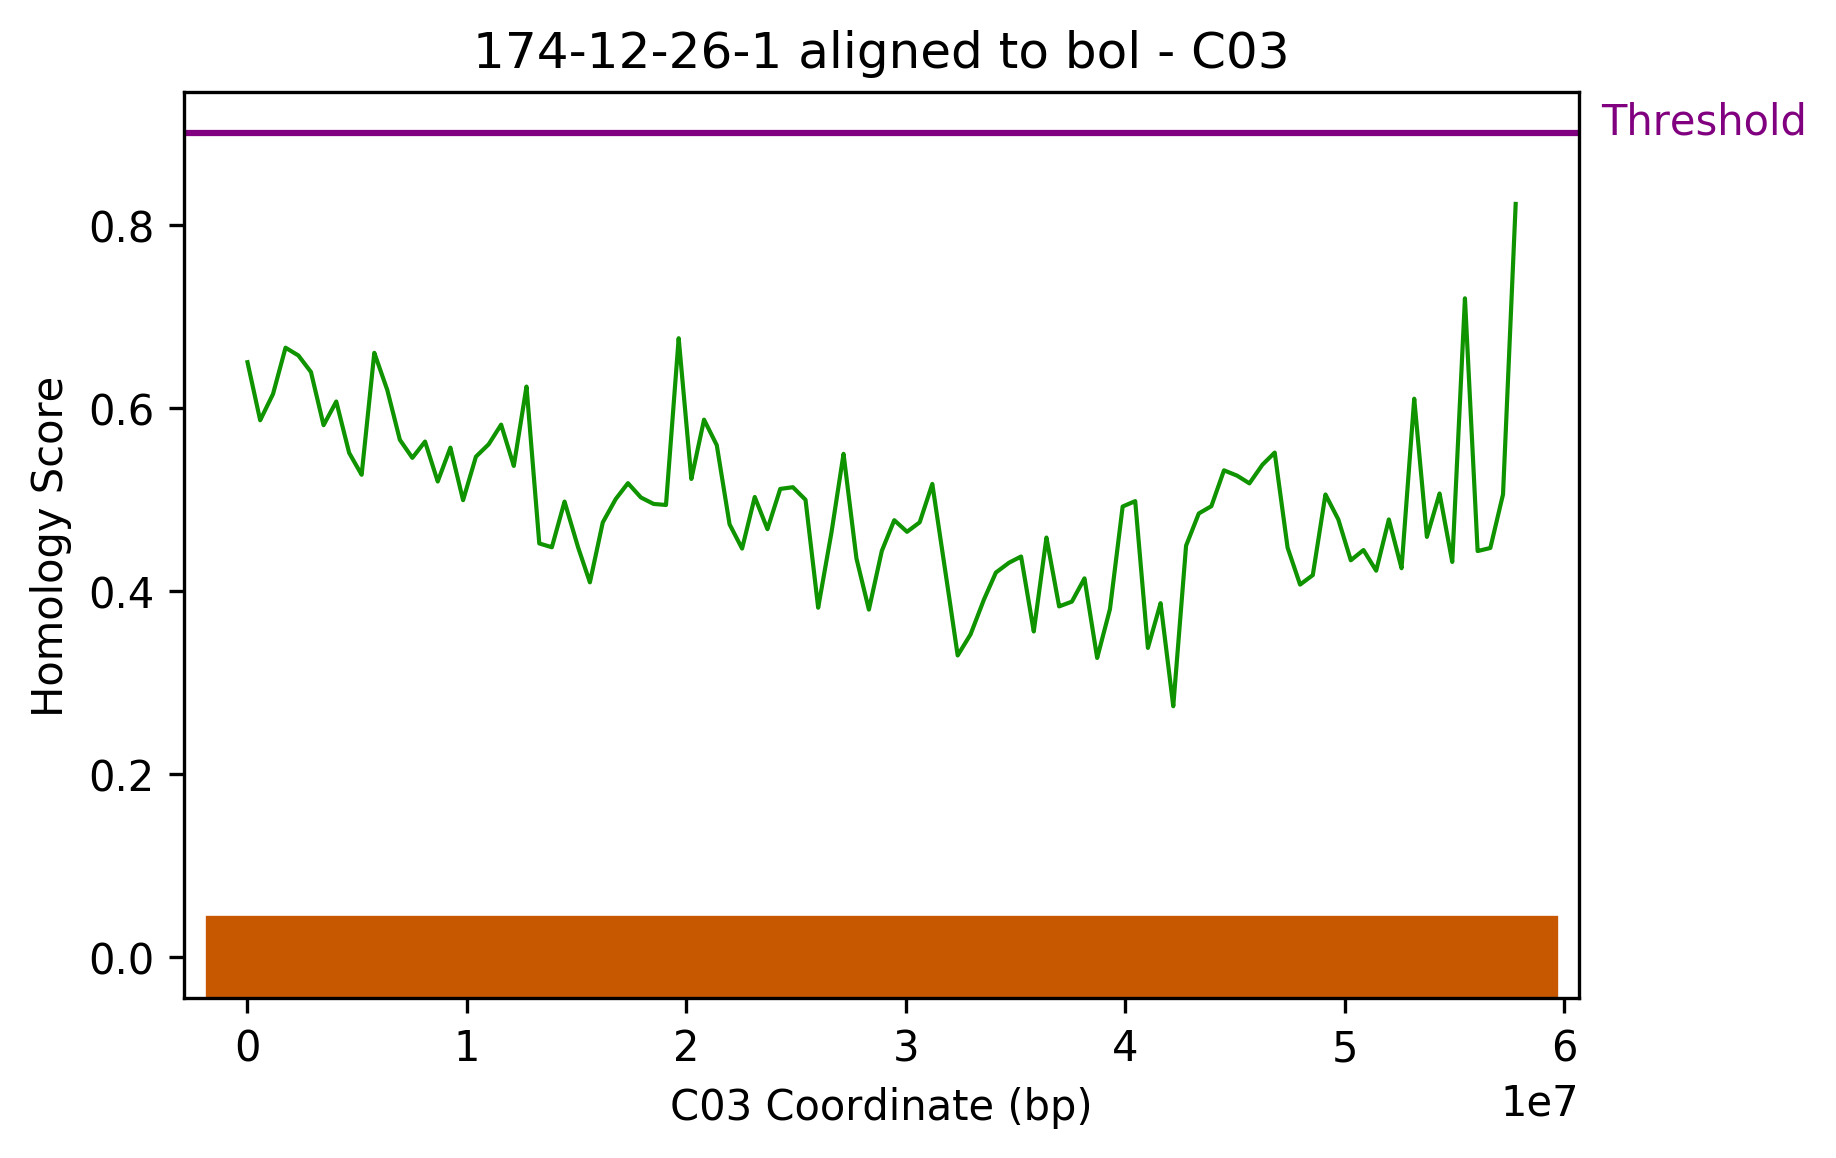 174-12-26-1 aligned to bol - C03
Threshold
Homology Score
0.8
0.6
0.4
0.2
0.0
0 1 2 3 4 5 6
1e7
C03 Coordinate (bp)